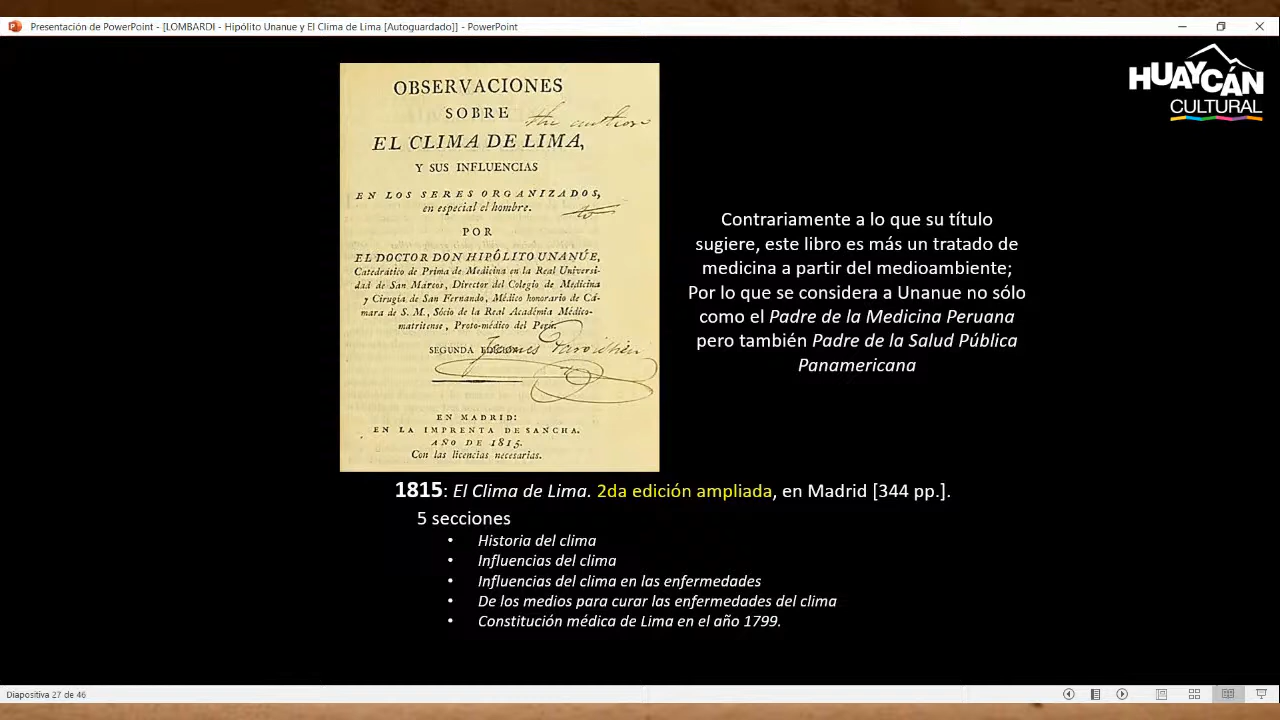 Presentación de PowerPoint - [LOMBARDI - Hipólito Unanue y El Clima de Lima [Autoguardado]] - PowerPoint
HUAYCÁN
CULTURAL
OBSERVACIONES
SOBRE
the author
EL CLIMA DE LIMA,
Y SUS INFLUENCIAS
EN LOS SERES ORGANIZADOS,
en especial el hombre.
to
POR
EL DOCTOR DON HIPÓLITO UNANÚE,
Catedrático de Prima de Medicina en la Real Universi-
dad de San Marcos, Director del Colegio de Medicina
y Cirugía de San Fernando, Médico honorario de Cá-
mara de S. M., Sócio de la Real Académia Médico-
matritense, Proto-médico del Perú.
SEGUNDA EDICION
James Paroissien
EN MADRID:
EN LA IMPRENTA DE SANCHA.
AÑO DE 1815.
Con las licencias necesarias.
Contrariamente a lo que su título
sugiere, este libro es más un tratado de
medicina a partir del medioambiente;
Por lo que se considera a Unanue no sólo
como el Padre de la Medicina Peruana
pero también Padre de la Salud Pública
Panamericana
1815: El Clima de Lima. 2da edición ampliada, en Madrid [344 pp.].
5 secciones
• Historia del clima
• Influencias del clima
• Influencias del clima en las enfermedades
• De los medios para curar las enfermedades del clima
• Constitución médica de Lima en el año 1799.
Diapositiva 27 de 46